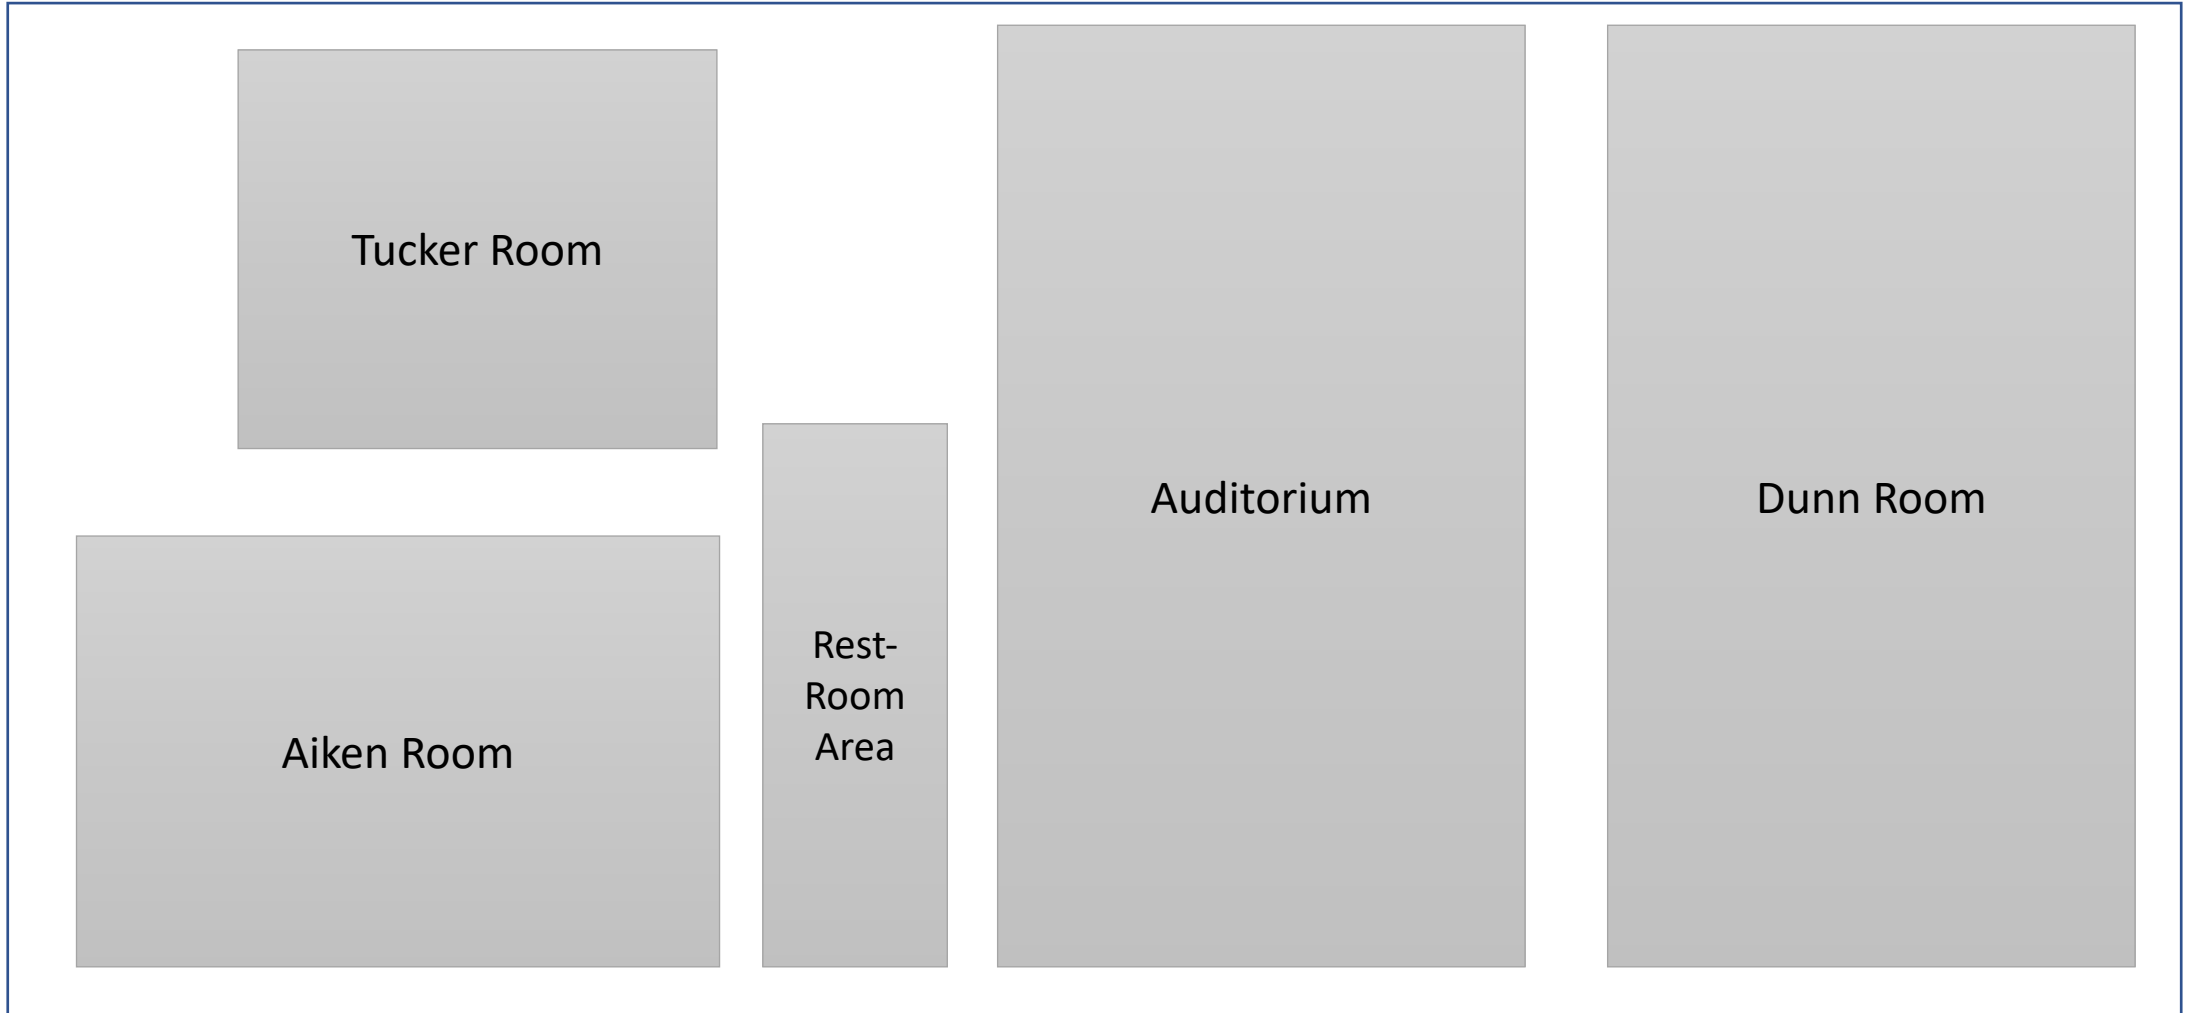 Tucker Room
Auditorium
Dunn Room
Aiken Room
Rest-
Room
Area